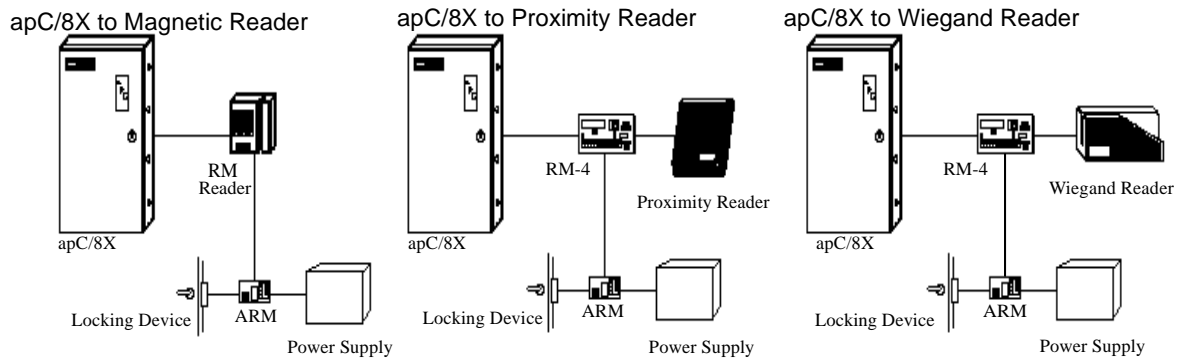 apC/8X to Magnetic Reader
RM
Reader
apC/8X
Locking Device
ARM
Power Supply
apC/8X to Proximity Reader
RM-4
Proximity Reader
apC/8X
Locking Device
ARM
Power Supply
apC/8X to Wiegand Reader
RM-4
Wiegand Reader
apC/8X
Locking Device
ARM
Power Supply